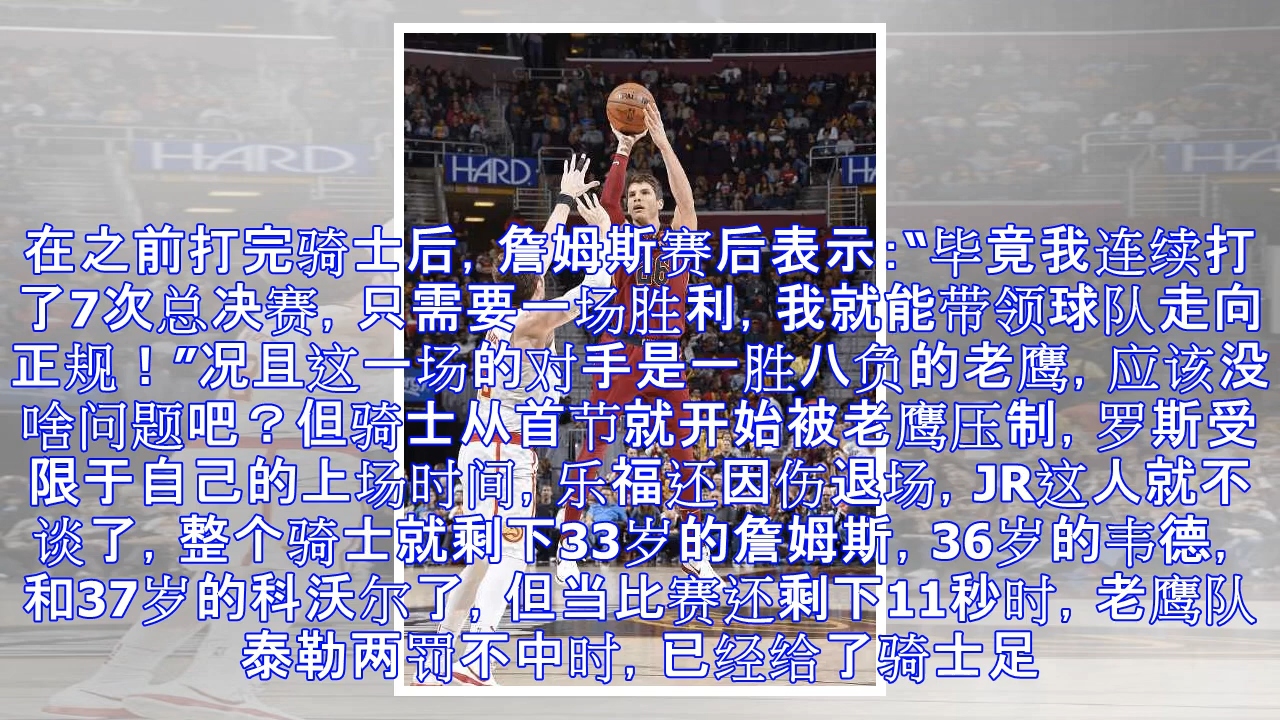 HARD
HARD.
HA
HA
在之前打完骑士后，詹姆斯赛后表示：“毕竟我连续打
了7次总决赛，只需要一场胜利，我就能带领球队走向
正规！”况且这一场的对手是一胜八负的老鹰，应该没
啥问题吧？但骑士从首节就开始被老鹰压制，罗斯受
限于自己的上场时间，乐福还因伤退场，JR这人就不
谈了，整个骑士就剩下33岁的詹姆斯，36岁的韦德，
和37岁的科沃尔了，但当比赛还剩下11秒时，老鹰队
泰勒两罚不中时，已经给了骑士足